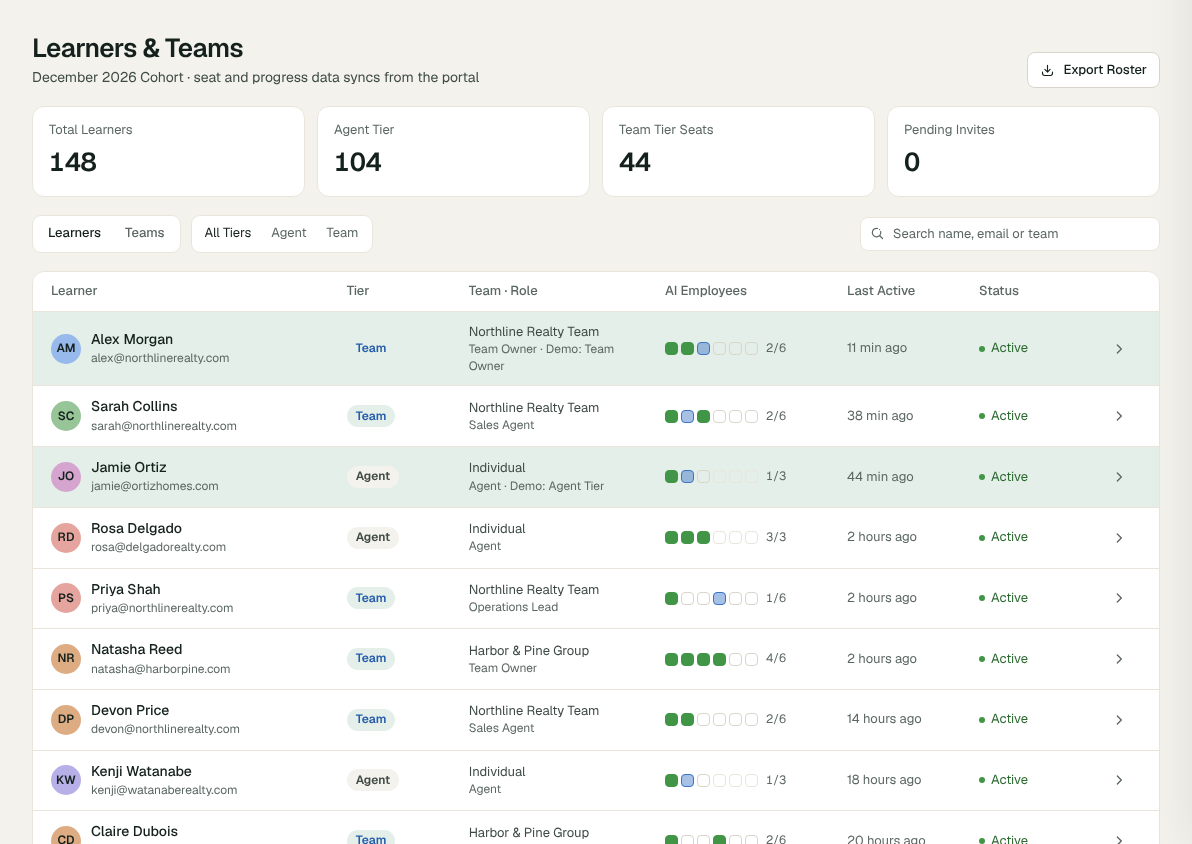 Learners & Teams
December 2026 Cohort · seat and progress data syncs from the portal
Export Roster
Total Learners
148
Agent Tier
104
Team Tier Seats
44
Pending Invites
0
Learners Teams
All Tiers Agent Team
Search name, email or team
Learner Tier Team · Role AI Employees Last Active Status
AM Alex Morgan
alex@northlinerealty.com
Team
Northline Realty Team
Team Owner · Demo: Team
Owner
2/6 11 min ago Active
SC Sarah Collins
sarah@northlinerealty.com
Team
Northline Realty Team
Sales Agent
2/6 38 min ago Active
JO Jamie Ortiz
jamie@ortizhomes.com
Agent
Individual
Agent · Demo: Agent Tier
1/3 44 min ago Active
RD Rosa Delgado
rosa@delgadorealty.com
Agent
Individual
Agent
3/3 2 hours ago Active
PS Priya Shah
priya@northlinerealty.com
Team
Northline Realty Team
Operations Lead
1/6 2 hours ago Active
NR Natasha Reed
natasha@harborpine.com
Team
Harbor & Pine Group
Team Owner
4/6 2 hours ago Active
DP Devon Price
devon@northlinerealty.com
Team
Northline Realty Team
Sales Agent
2/6 14 hours ago Active
KW Kenji Watanabe
kenji@watanaberealty.com
Agent
Individual
Agent
1/3 18 hours ago Active
CD Claire Dubois
Team
Harbor & Pine Group
2/6 20 hours ago Active